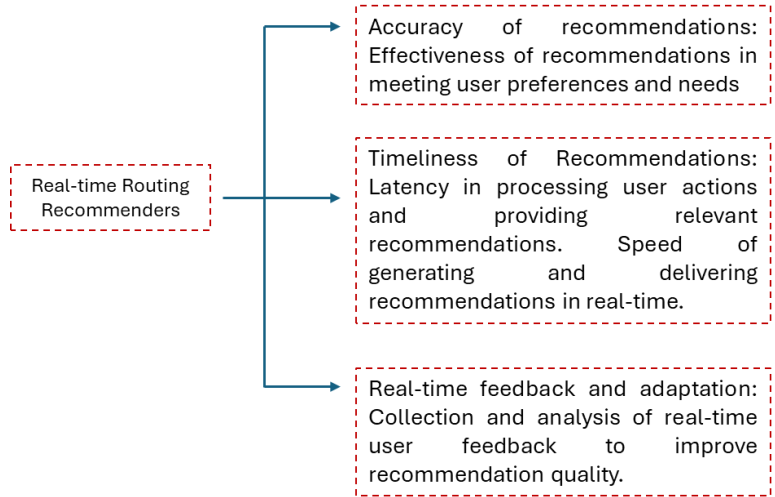 Accuracy of recommendations:
Effectiveness of recommendations in
meeting user preferences and needs
Real-time Routing
Recommenders
Timeliness of Recommendations:
Latency in processing user actions
and providing relevant
recommendations. Speed of
generating and delivering
recommendations in real-time.
Real-time feedback and adaptation:
Collection and analysis of real-time
user feedback to improve
recommendation quality.